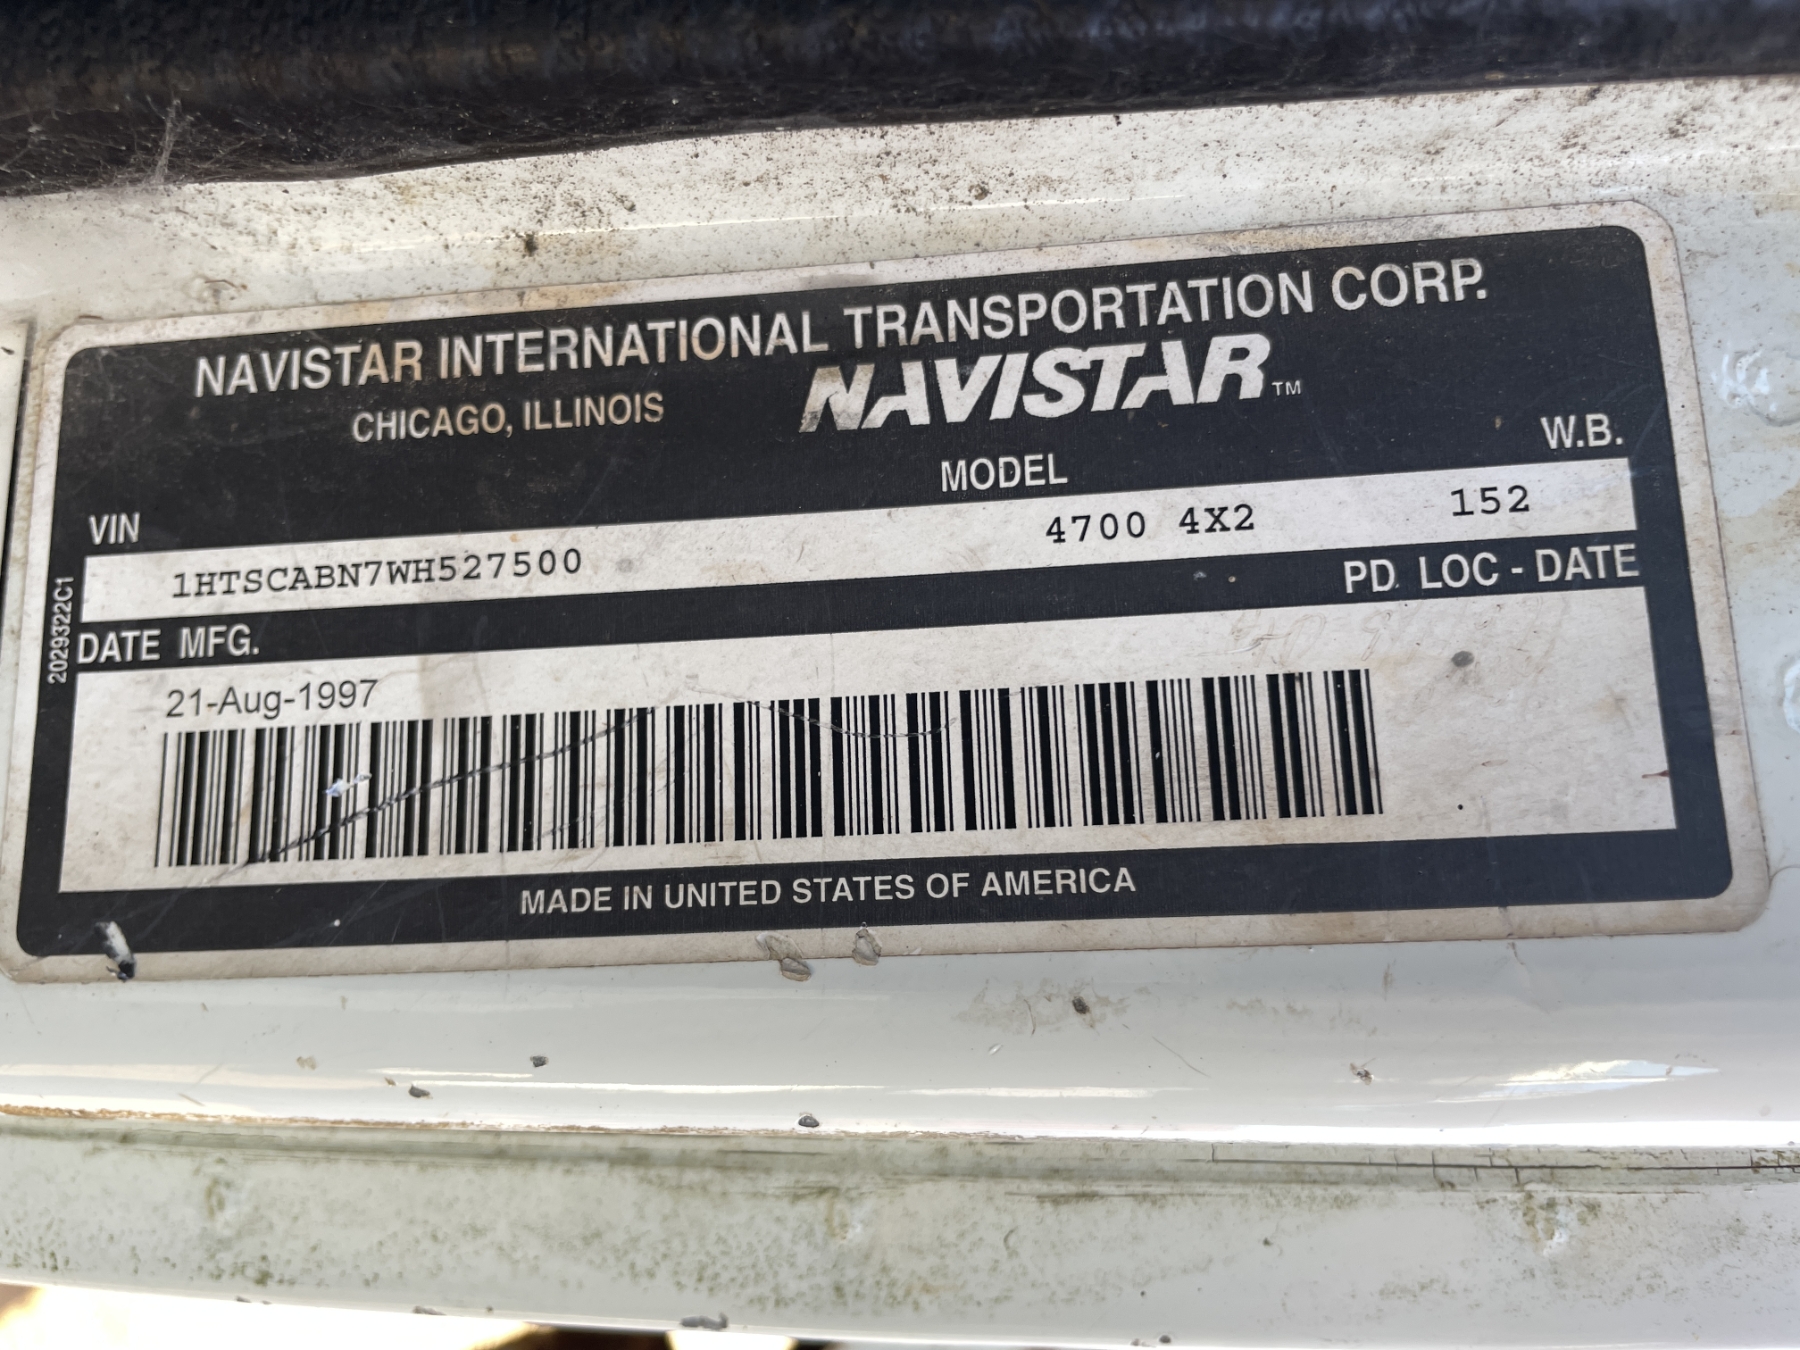 NAVISTAR INTERNATIONAL TRANSPORTATION CORP.
CHICAGO, ILLINOIS
NAVISTAR™
VIN MODEL W.B.
1HTSCABN7WH527500 4700 4X2 152
DATE MFG. PD. LOC - DATE
21-Aug-1997
2029322C1
MADE IN UNITED STATES OF AMERICA